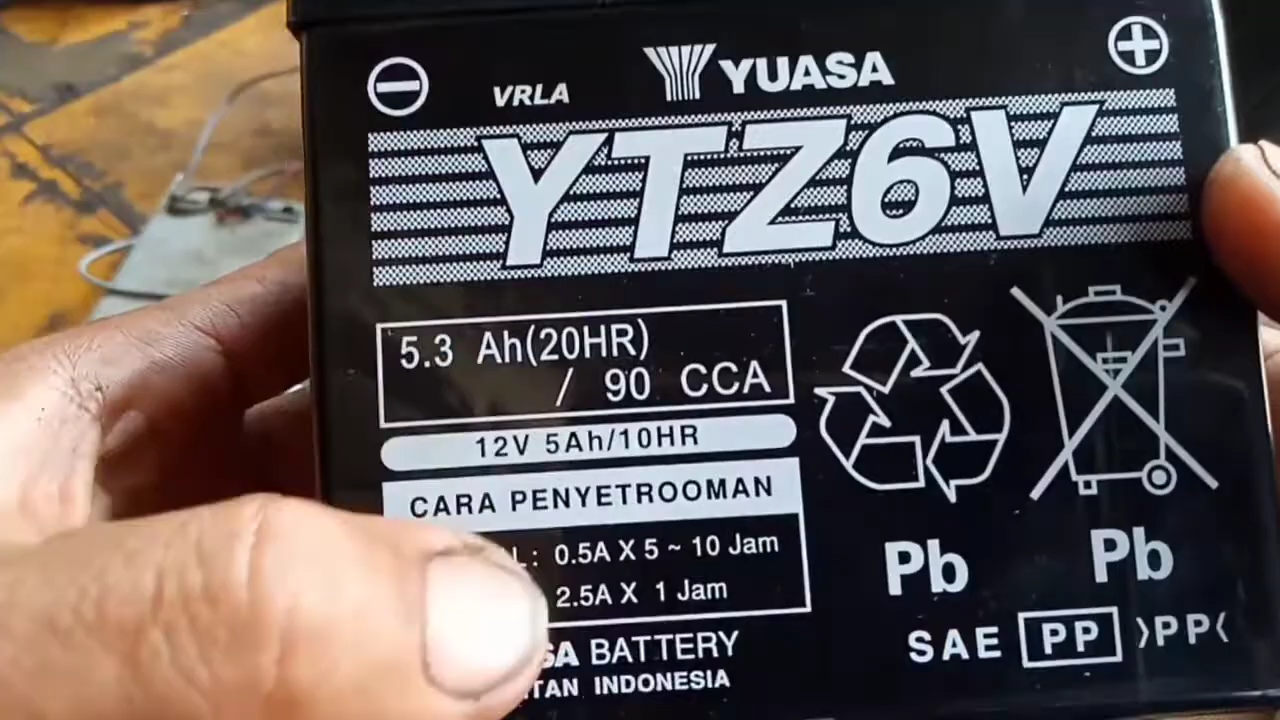 VRLA YUASA
YTZ6V
5.3 Ah(20HR)
/ 90 CCA
12V 5Ah/10HR
CARA PENYETROOMAN
: 0.5A X 5 ~ 10 Jam
2.5A X 1 Jam
BATTERY
INDONESIA
Pb Pb
SAE PP >PP<